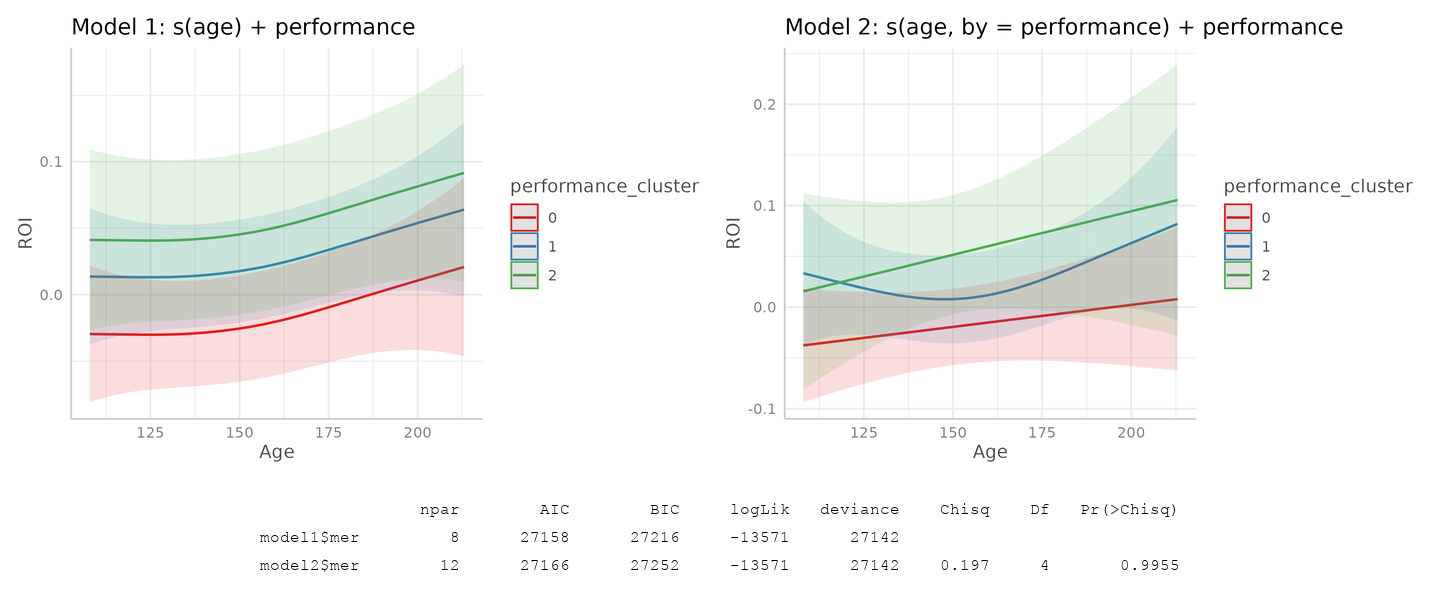 Model 1: s(age) + performance
0.1
0.0
ROI
125 150 175 200
Age
performance_cluster
0
1
2
Model 2: s(age, by = performance) + performance
0.2
0.1
0.0
-0.1
ROI
125 150 175 200
Age
performance_cluster
0
1
2
npar AIC BIC logLik deviance Chisq Df Pr(>Chisq)
model1$mer 8 27158 27216 -13571 27142
model2$mer 12 27166 27252 -13571 27142 0.197 4 0.9955